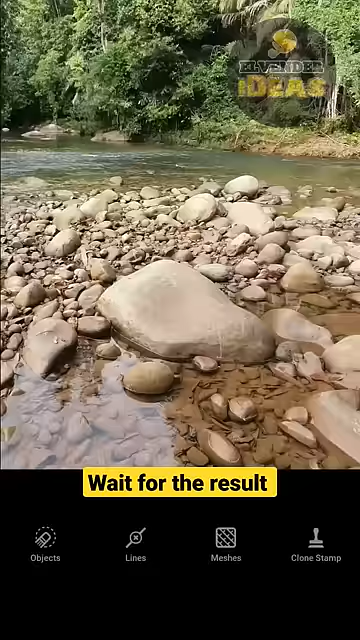 ELVENDER
iDEAS
Wait for the result
Objects
Lines
Meshes
Clone Stamp